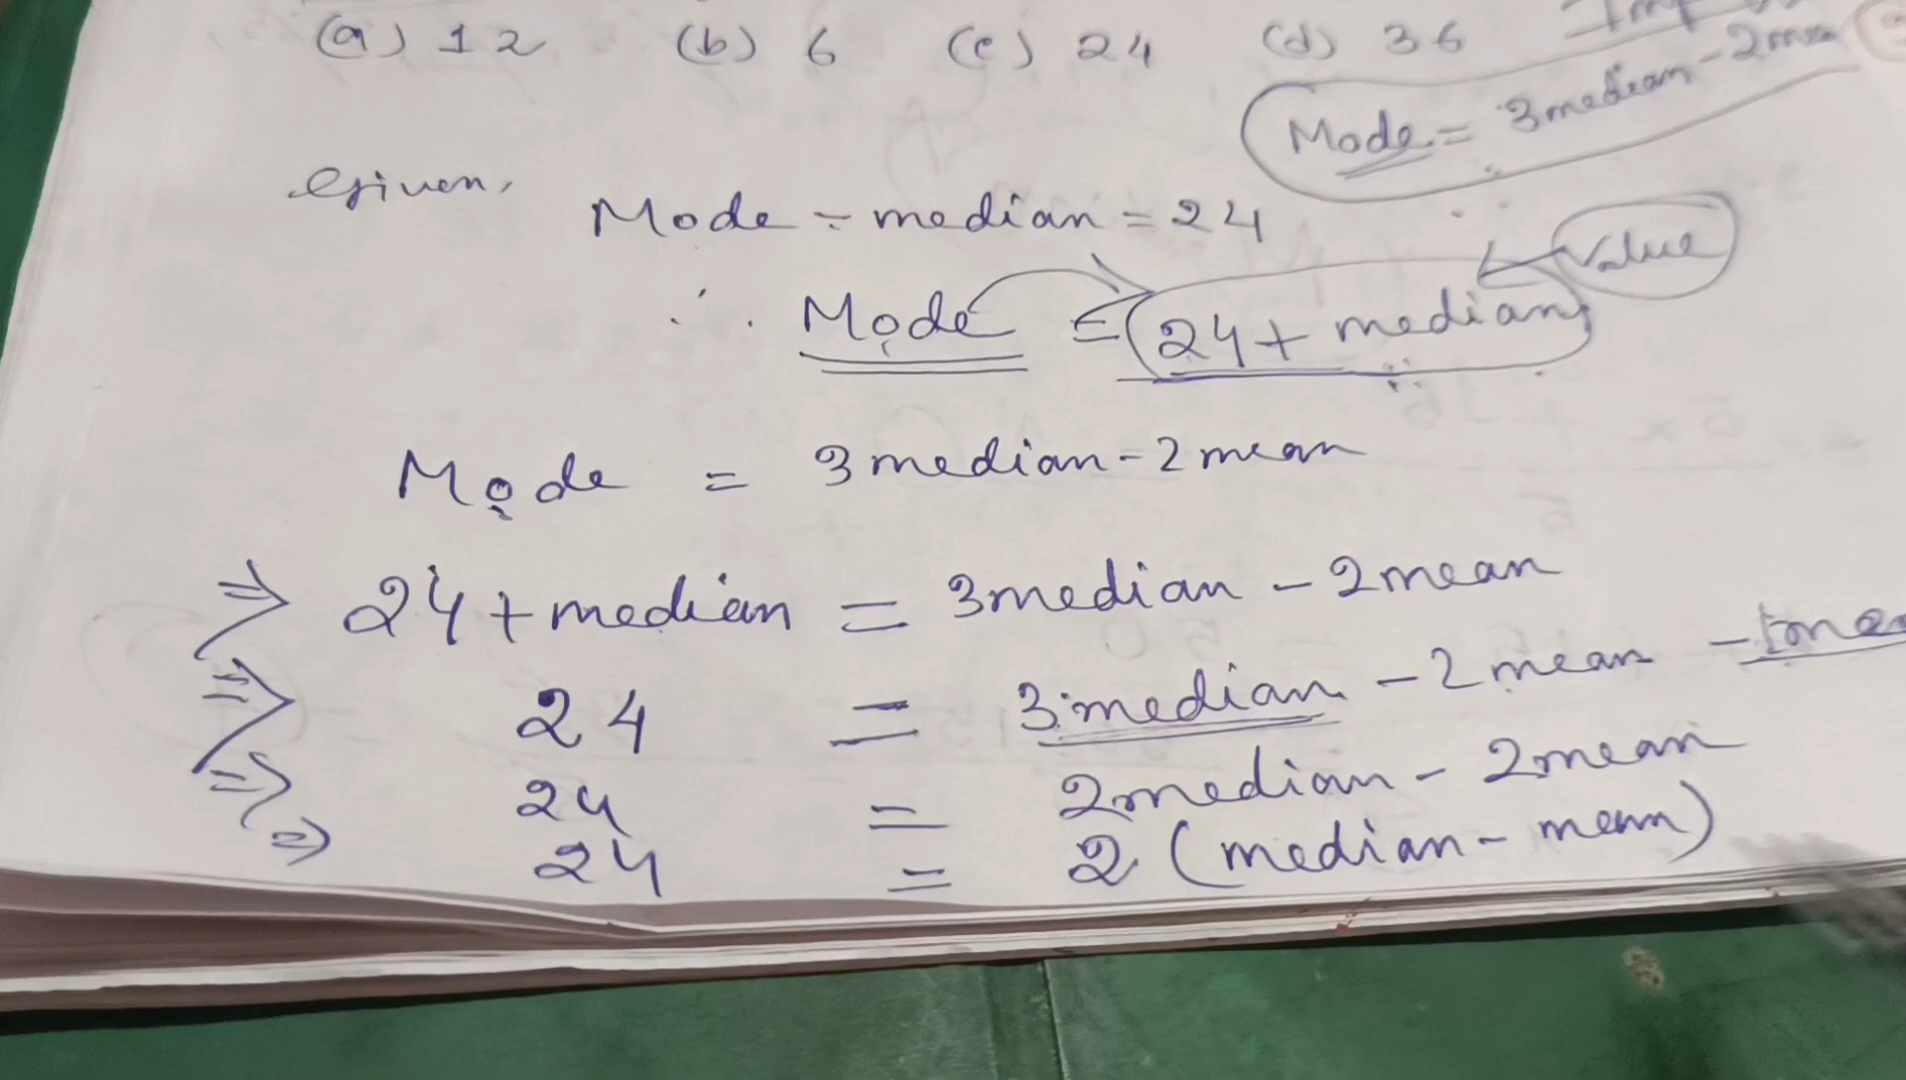 (a) 12 (b) 6 (c) 24 (d) 36
Mode = 3median - 2mean
Given,
Mode - median = 24
Value
∴ Mode = (24 + median)
Mode = 3median - 2mean
⇒ 24 + median = 3median - 2mean
⇒ 24 = 3median - 2mean -
⇒ 24 = 2median - 2mean
⇒ 24 = 2 (median - mean)